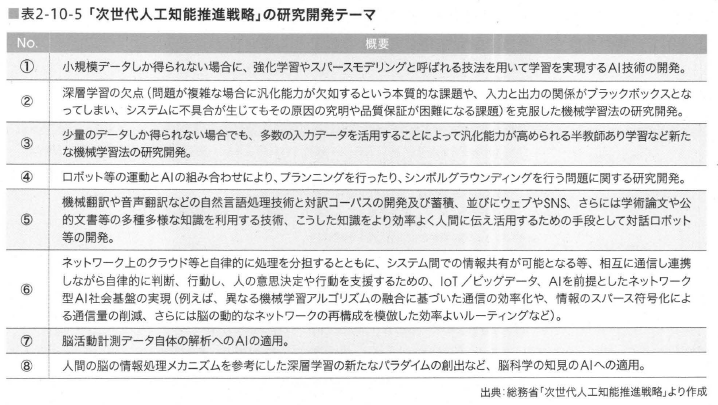 ■表2-10-5 「次世代人工知能推進戦略」の研究開発テーマ
No. 概要
① 小規模データしか得られない場合に、強化学習やスパースモデリングと呼ばれる技法を用いて学習を実現するAI技術の開発。
② 深層学習の欠点(問題が複雑な場合に汎化能力が欠如するという本質的な課題や、入力と出力の関係がブラックボックスとな
ってしまい、システムに不具合が生じてもその原因の究明や品質保証が困難になる課題)を克服した機械学習法の研究開発。
③ 少量のデータしか得られない場合でも、多数の入力データを活用することによって汎化能力が高められる半教師あり学習など新た
な機械学習法の研究開発。
④ ロボット等の運動とAIの組み合わせにより、プランニングを行ったり、シンボルグラウンディングを行う問題に関する研究開発。
⑤ 機械翻訳や音声翻訳などの自然言語処理技術と対訳コーパスの開発及び蓄積、並びにウェブやSNS、さらには学術論文や公
的文書等の多種多様な知識を利用する技術、こうした知識をより効率よく人間に伝え活用するための手段として対話ロボット
等の開発。
⑥ ネットワーク上のクラウド等と自律的に処理を分担するとともに、システム間での情報共有が可能となる等、相互に通信し連携
しながら自律的に判断、行動し、人の意思決定や行動を支援するための、IoT/ビッグデータ、AIを前提としたネットワーク
型AI社会基盤の実現(例えば、異なる機械学習アルゴリズムの融合に基づいた通信の効率化や、情報のスパース符号化によ
る通信量の削減、さらには脳の動的なネットワークの再構成を模倣した効率よいルーティングなど)。
⑦ 脳活動計測データ自体の解析へのAIの適用。
⑧ 人間の脳の情報処理メカニズムを参考にした深層学習の新たなパラダイムの創出など、脳科学の知見のAIへの適用。
出典:総務省「次世代人工知能推進戦略」より作成